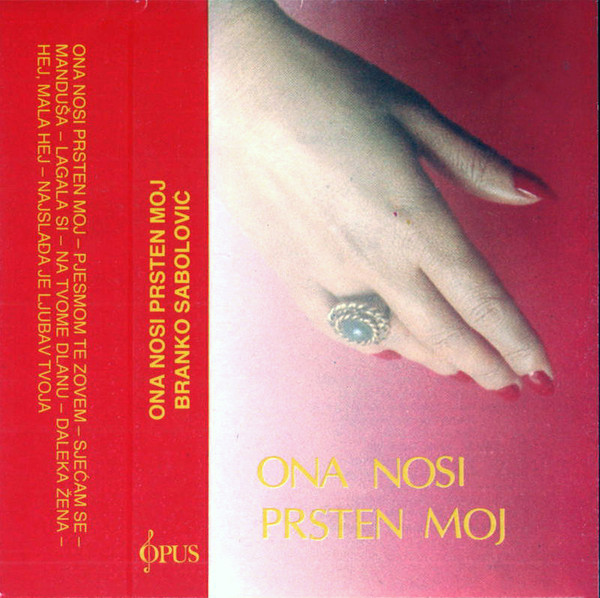 ONA NOSI PRSTEN MOJ – PJESMOM TE ZOVEM – SJEĆAM SE –
MANDUŠA – LAGALA SI – NA TVOME DLANU – DALEKA ŽENA –
HEJ, MALA HEJ – NAJSLAĐA JE LJUBAV TVOJA
ONA NOSI PRSTEN MOJ
BRANKO SABOLOVIĆ
OPUS
ONA NOSI
PRSTEN MOJ